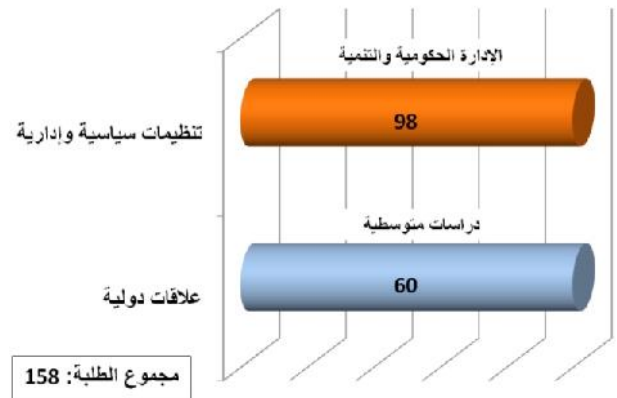 الإدارة الحكومية والتنمية
98
تنظيمات سياسية وإدارية
دراسات متوسطية
60
علاقات دولية
مجموع الطلبة: 158